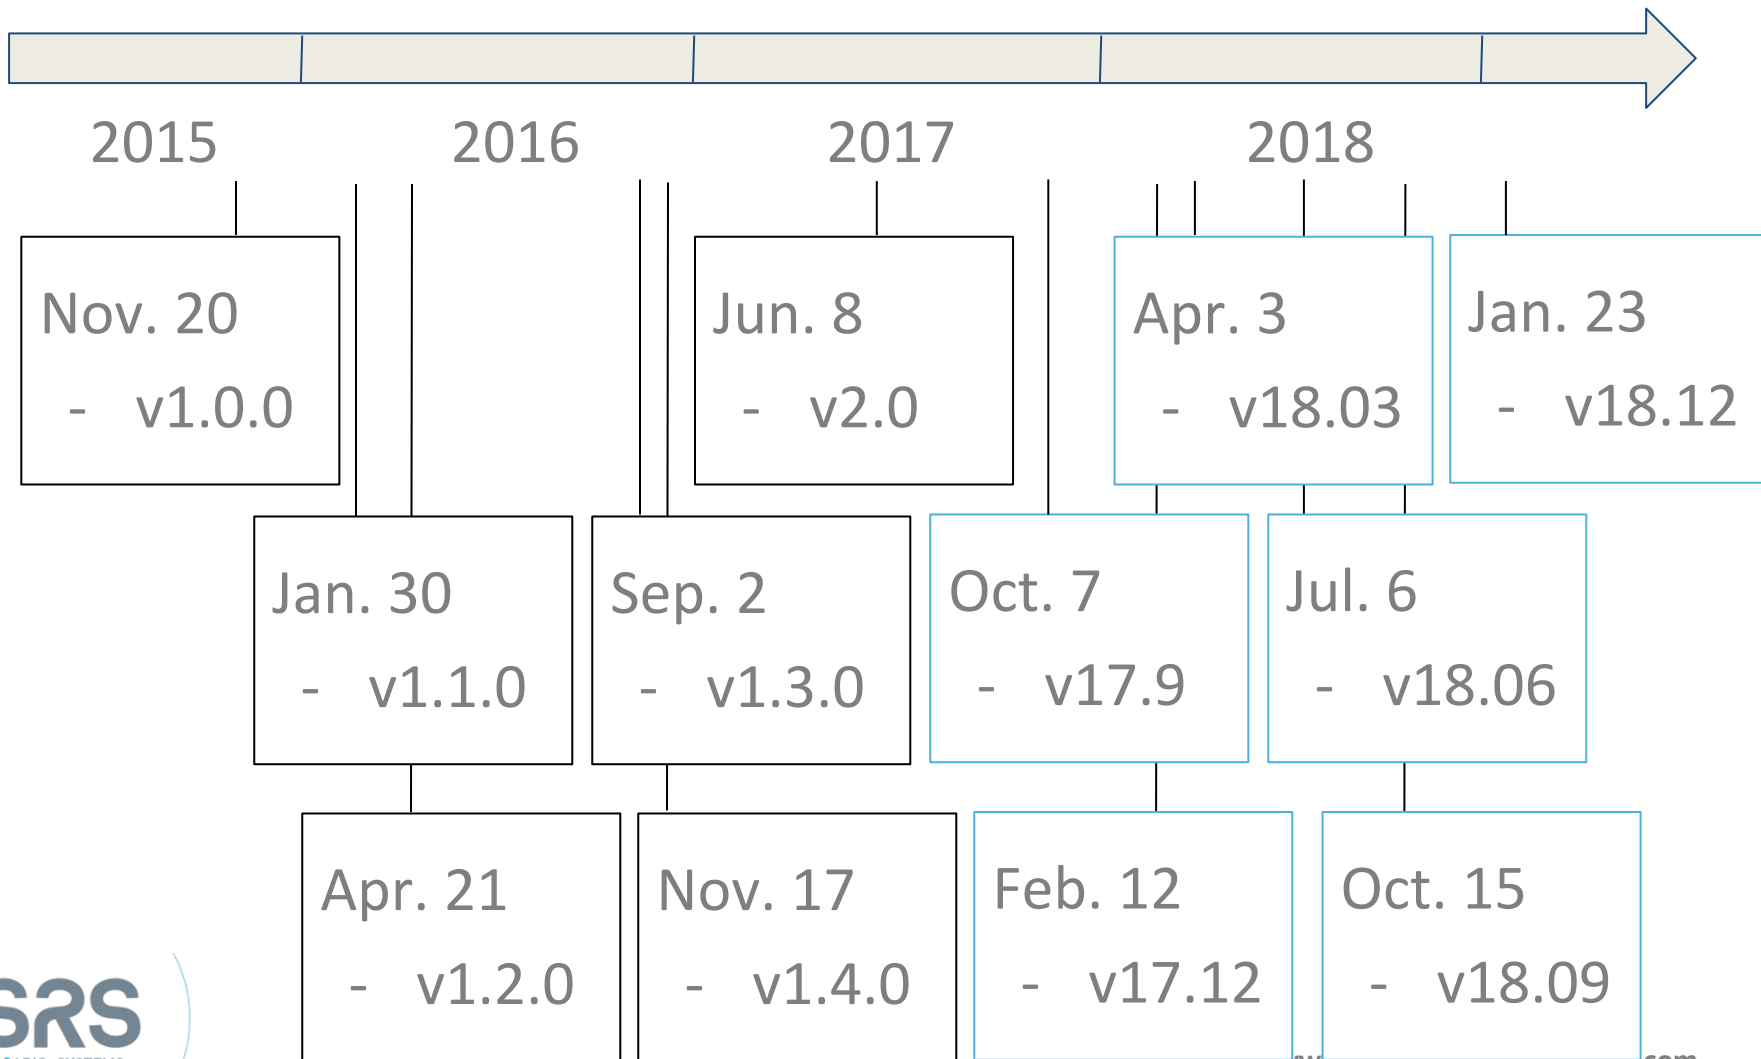 2015 2016 2017 2018
Nov. 20
- v1.0.0
Jun. 8
- v2.0
Apr. 3
- v18.03
Jan. 23
- v18.12
Jan. 30
- v1.1.0
Sep. 2
- v1.3.0
Oct. 7
- v17.9
Jul. 6
- v18.06
Apr. 21
- v1.2.0
Nov. 17
- v1.4.0
Feb. 12
- v17.12
Oct. 15
- v18.09
SRS